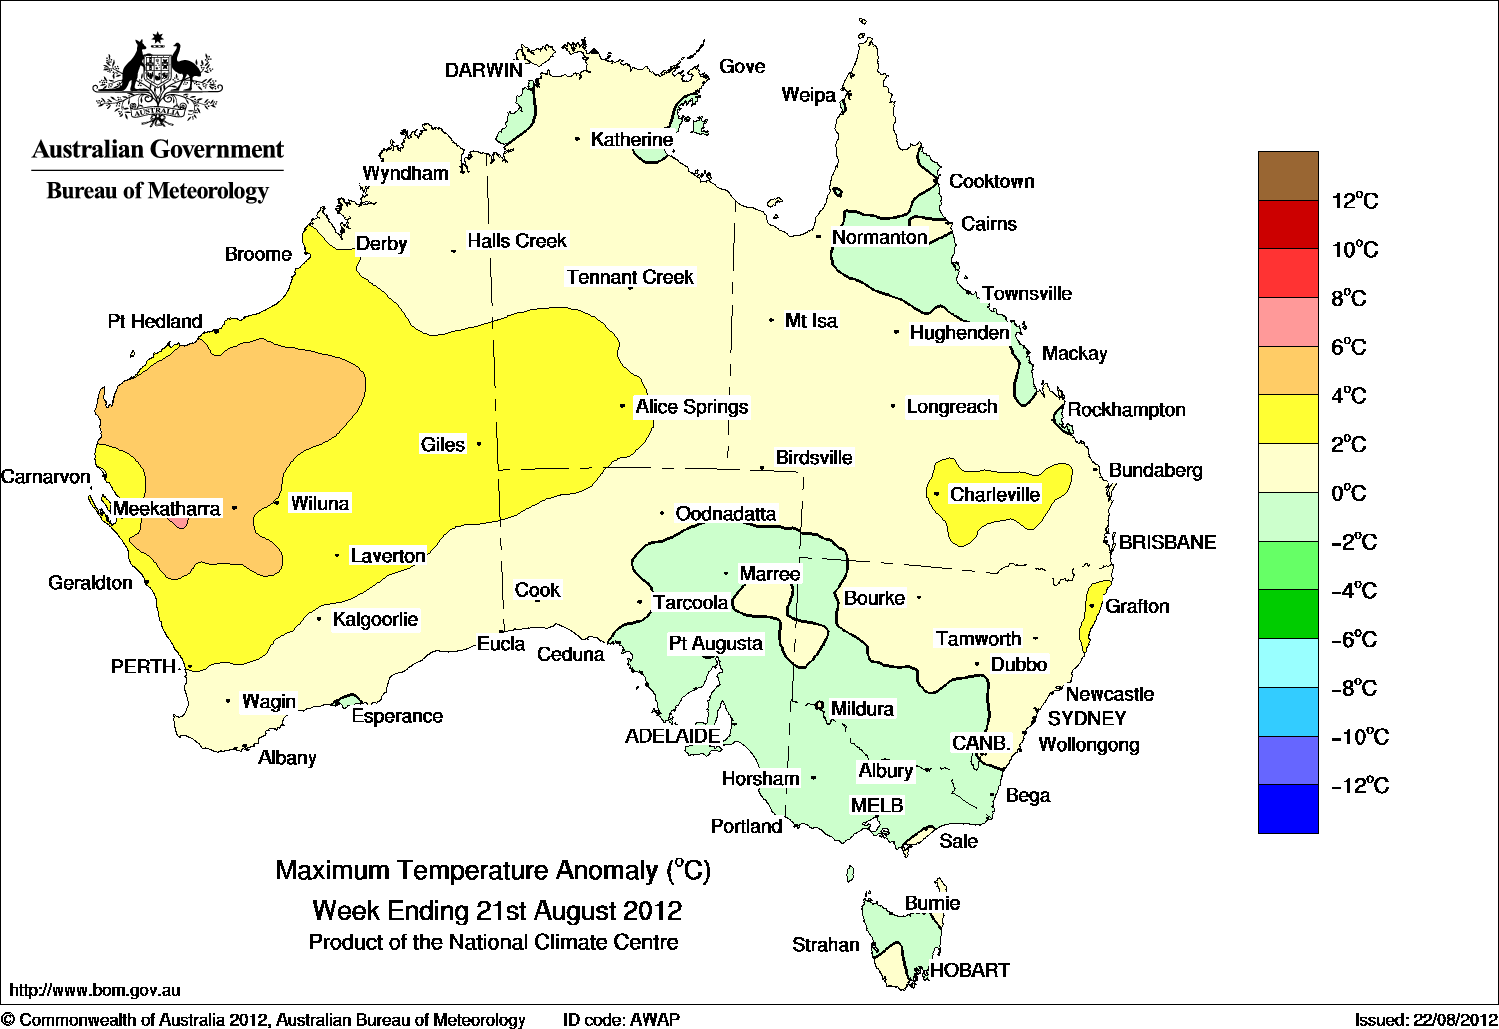 AUSTRALIA
Australian Government
Bureau of Meteorology
DARWIN
Gove
Weipa
Katherine
Wyndham
Cooktown
Cairns
Normanton
Halls Creek
Derby
Broome
Tennant Creek
Townsville
Pt Hedland
Mt Isa
Hughenden
Mackay
Alice Springs
Longreach
Rockhampton
Giles
Birdsville
Bundaberg
Carnarvon
Charleville
Meekatharra
Wiluna
Oodnadatta
BRISBANE
Laverton
Geraldton
Marree
Cook
Tarcoola
Bourke
Grafton
Kalgoorlie
Tamworth
Eucla
Ceduna
Pt Augusta
PERTH
Dubbo
Newcastle
Wagin
Esperance
Mildura
SYDNEY
ADELAIDE
CANB.
Wollongong
Albany
Horsham
Albury
Bega
MELB
Portland
Sale
Burnie
Strahan
HOBART
12°C
10°C
8°C
6°C
4°C
2°C
0°C
-2°C
-4°C
-6°C
-8°C
-10°C
-12°C
Maximum Temperature Anomaly (°C)
Week Ending 21st August 2012
Product of the National Climate Centre
http://www.bom.gov.au
© Commonwealth of Australia 2012, Australian Bureau of Meteorology
ID code: AWAP
Issued: 22/08/2012